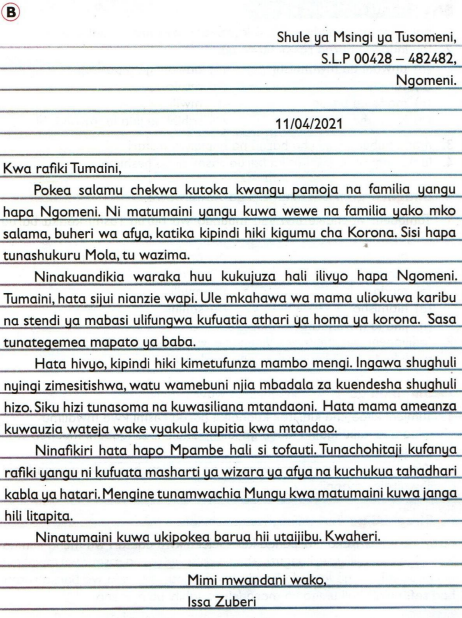 B
Shule ya Msingi ya Tusomeni,
S.L.P 00428 – 482482,
Ngomeni.
11/04/2021
Kwa rafiki Tumaini,
Pokea salamu chekwa kutoka kwangu pamoja na familia yangu
hapa Ngomeni. Ni matumaini yangu kuwa wewe na familia yako mko
salama, buheri wa afya, katika kipindi hiki kigumu cha Korona. Sisi hapa
tunashukuru Mola, tu wazima.
Ninakuandikia waraka huu kukujuza hali ilivyo hapa Ngomeni.
Tumaini, hata sijui nianzie wapi. Ule mkahawa wa mama uliokuwa karibu
na stendi ya mabasi ulifungwa kufuatia athari ya homa ya korona. Sasa
tunategemea mapato ya baba.
Hata hivyo, kipindi hiki kimetufunza mambo mengi. Ingawa shughuli
nyingi zimesitishwa, watu wamebuni njia mbadala za kuendesha shughuli
hizo. Siku hizi tunasoma na kuwasiliana mtandaoni. Hata mama ameanza
kuwauzia wateja wake vyakula kupitia kwa mtandao.
Ninafikiri hata hapo Mpambe hali si tofauti. Tunachohitaji kufanya
rafiki yangu ni kufuata masharti ya wizara ya afya na kuchukua tahadhari
kabla ya hatari. Mengine tunamwachia Mungu kwa matumaini kuwa janga
hili litapita.
Ninatumaini kuwa ukipokea barua hii utaijibu. Kwaheri.
Mimi mwandani wako,
Issa Zuberi